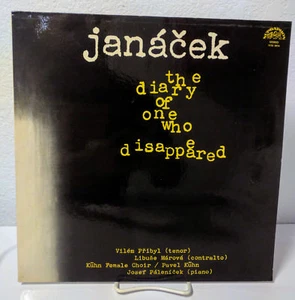 janáček
the
diary
of
one
who
disappeared
Vilém Přibyl (tenor)
Libuše Márová (contralto)
Kühn Female Choir / Pavel Kühn
Josef Páleníček (piano)